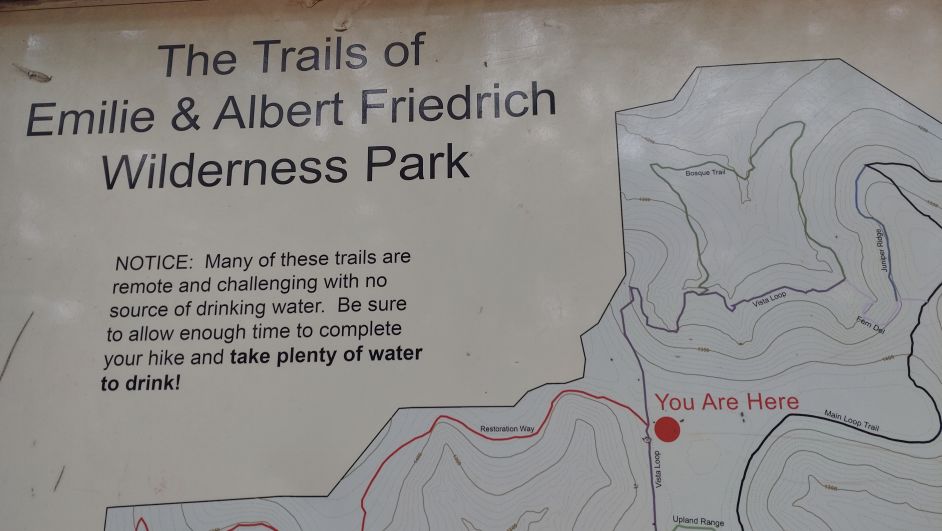 The Trails of
Emilie & Albert Friedrich
Wilderness Park
NOTICE: Many of these trails are
remote and challenging with no
source of drinking water. Be sure
to allow enough time to complete
your hike and take plenty of water
to drink!
Bosque Trail
Juniper Ridge
Vista Loop
Fern Del
You Are Here
Main Loop Trail
Restoration Way
Vista Loop
Upland Range